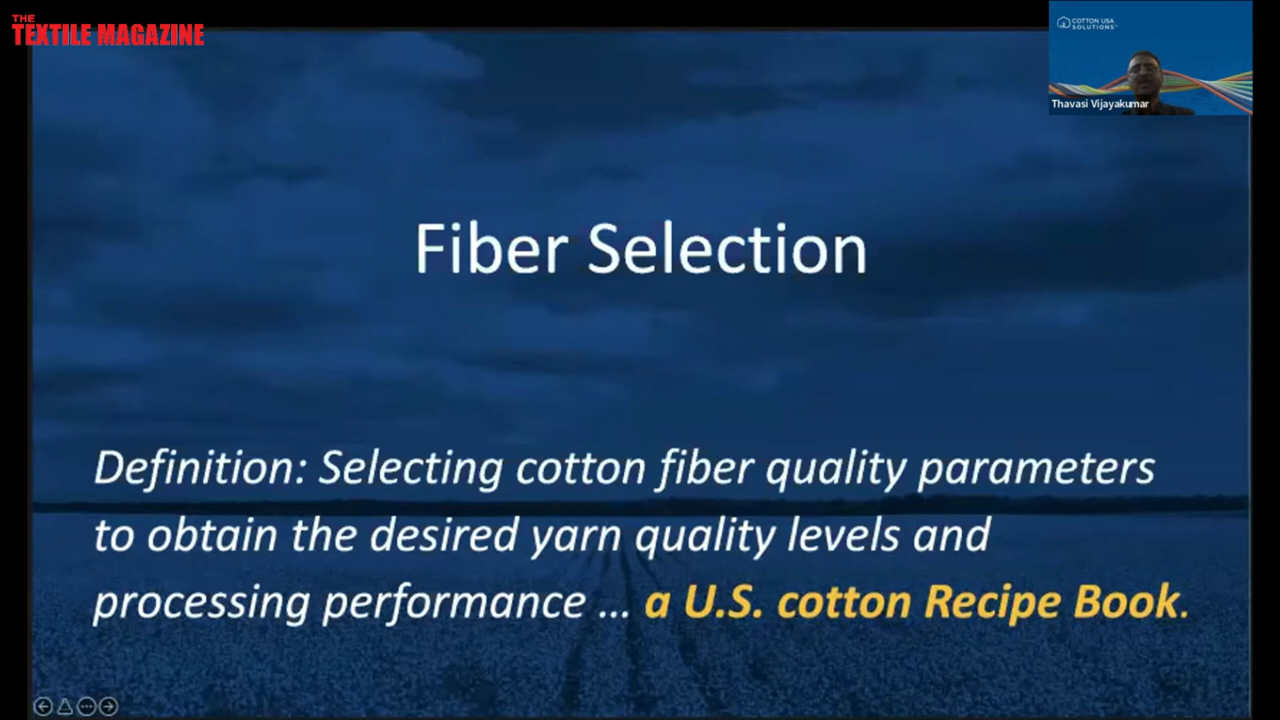 THE
TEXTILE MAGAZINE
COTTON USA
SOLUTIONS™
Thavasi Vijayakumar
Fiber Selection
Definition: Selecting cotton fiber quality parameters
to obtain the desired yarn quality levels and
processing performance ... a U.S. cotton Recipe Book.